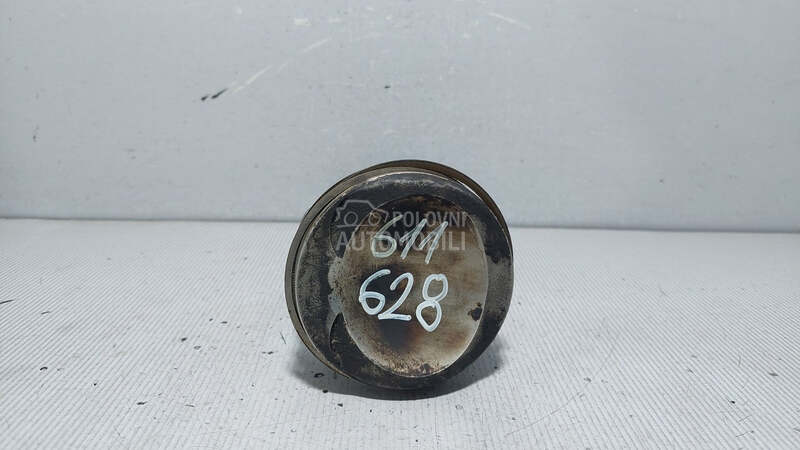 POLOVNI
AUTOMOBILI
611
628